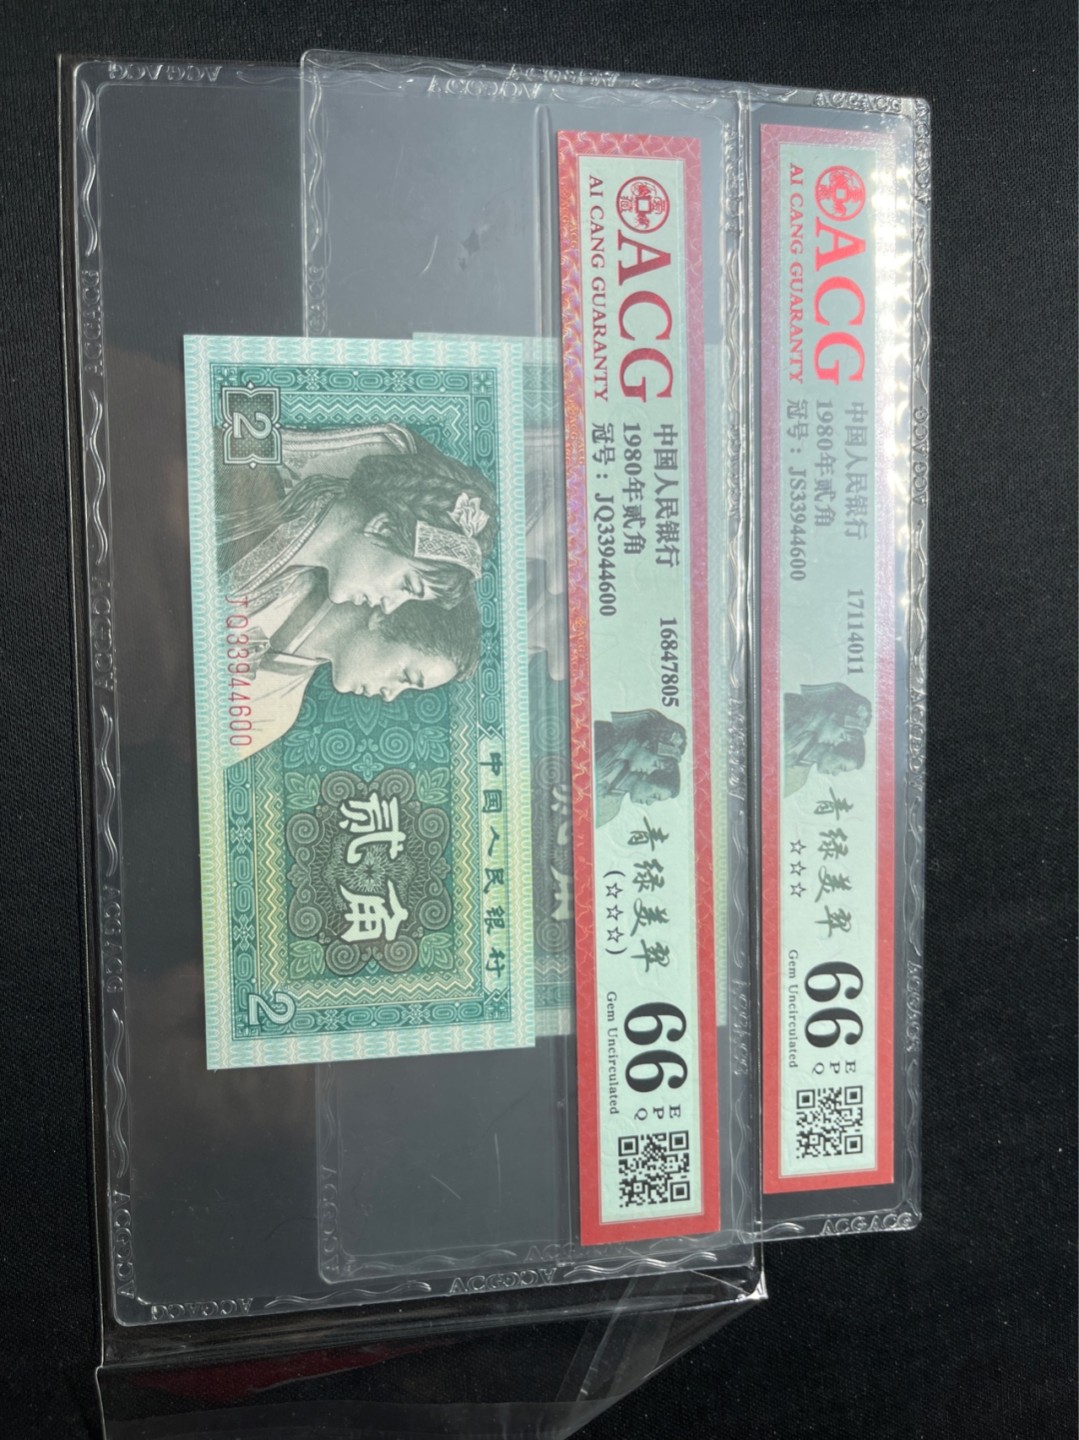 ACG
AI CANG GUARANTY
中国人民银行
1980年贰角
冠号：JS33944600
17114011
青绿美翠
☆☆☆
66
EPQ
Gem Uncirculated
ACG
AI CANG GUARANTY
中国人民银行
1980年贰角
冠号：JQ33944600
16847805
青绿美翠
(☆☆☆)
66
EPQ
Gem Uncirculated
中国人民银行
贰角
2
2
JQ33944600